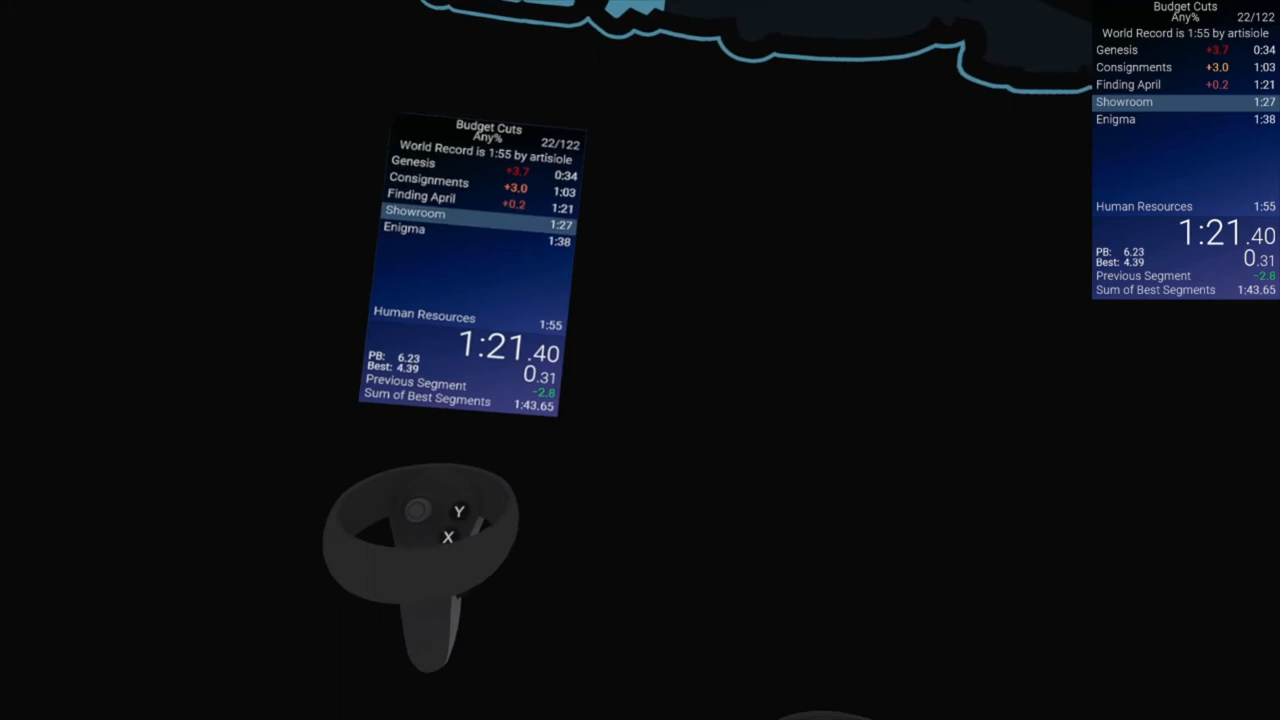 Budget Cuts
Any%
22/122
World Record is 1:55 by artisiole
Genesis +3.7 0:34
Consignments +3.0 1:03
Finding April +0.2 1:21
Showroom 1:27
Enigma 1:38
Human Resources 1:55
1:21.40
PB: 6.23
Best: 4.39
0.31
Previous Segment -2.8
Sum of Best Segments 1:43.65
Y
X
Budget Cuts
Any%
22/122
World Record is 1:55 by artisiole
Genesis +3.7 0:34
Consignments +3.0 1:03
Finding April +0.2 1:21
Showroom 1:27
Enigma 1:38
Human Resources 1:55
1:21.40
PB: 6.23
Best: 4.39
0.31
Previous Segment -2.8
Sum of Best Segments 1:43.65